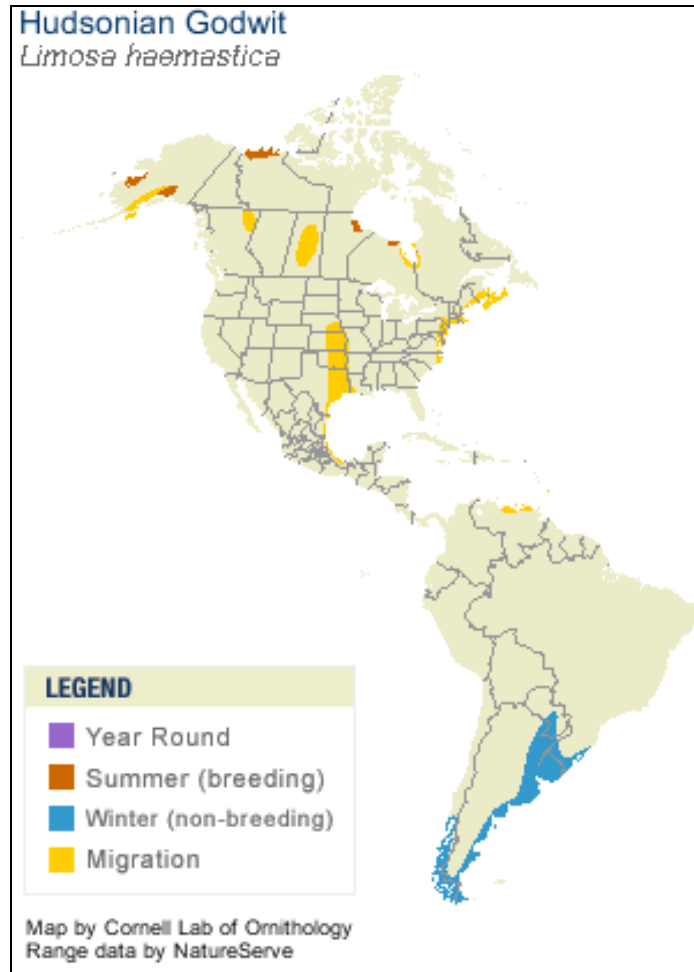 Hudsonian Godwit
Limosa haemastica
LEGEND
Year Round
Summer (breeding)
Winter (non-breeding)
Migration
Map by Cornell Lab of Ornithology
Range data by NatureServe